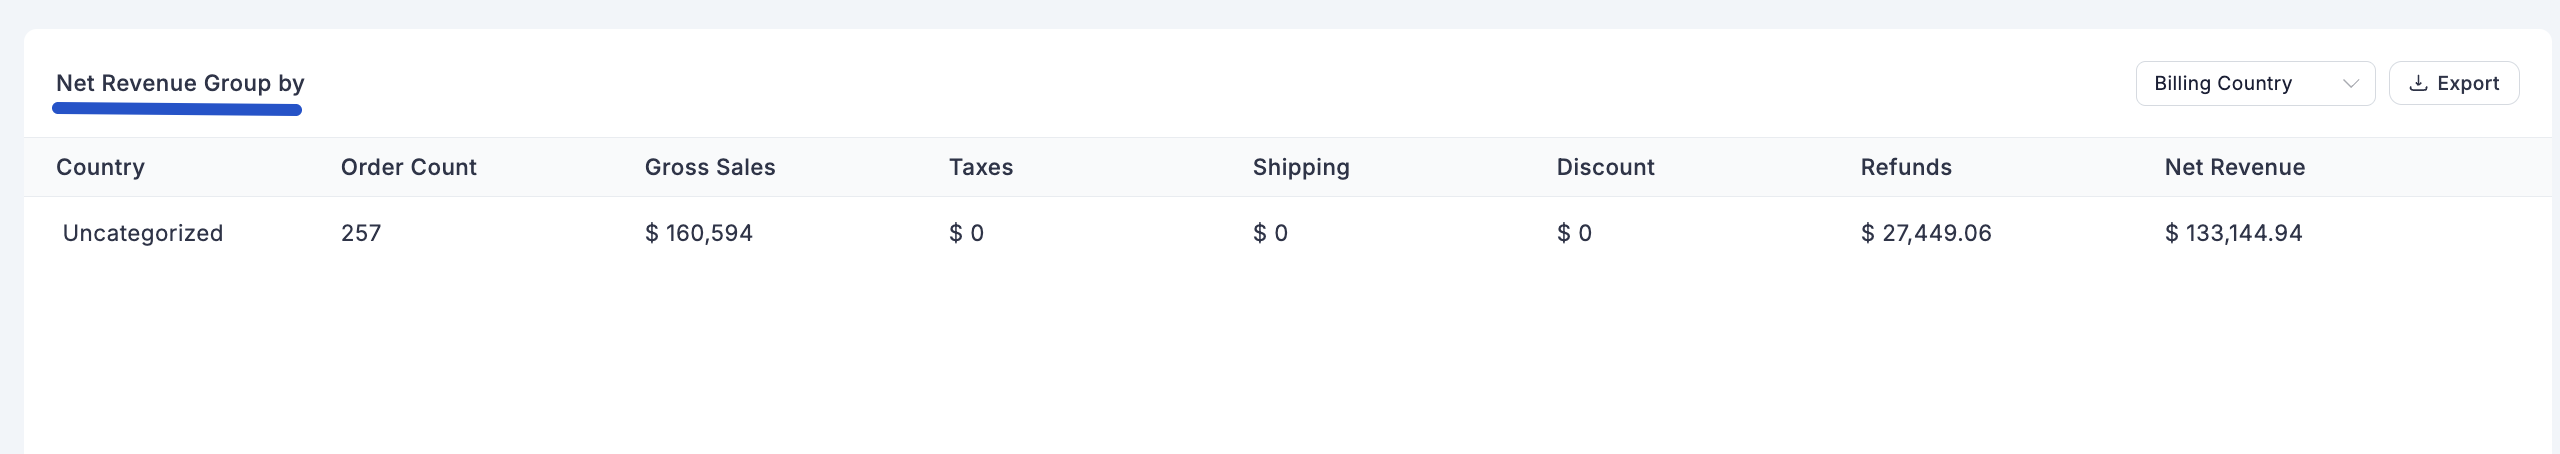 Net Revenue Group by
Billing Country
Export
Country Order Count Gross Sales Taxes Shipping Discount Refunds Net Revenue
Uncategorized 257 $ 160,594 $ 0 $ 0 $ 0 $ 27,449.06 $ 133,144.94